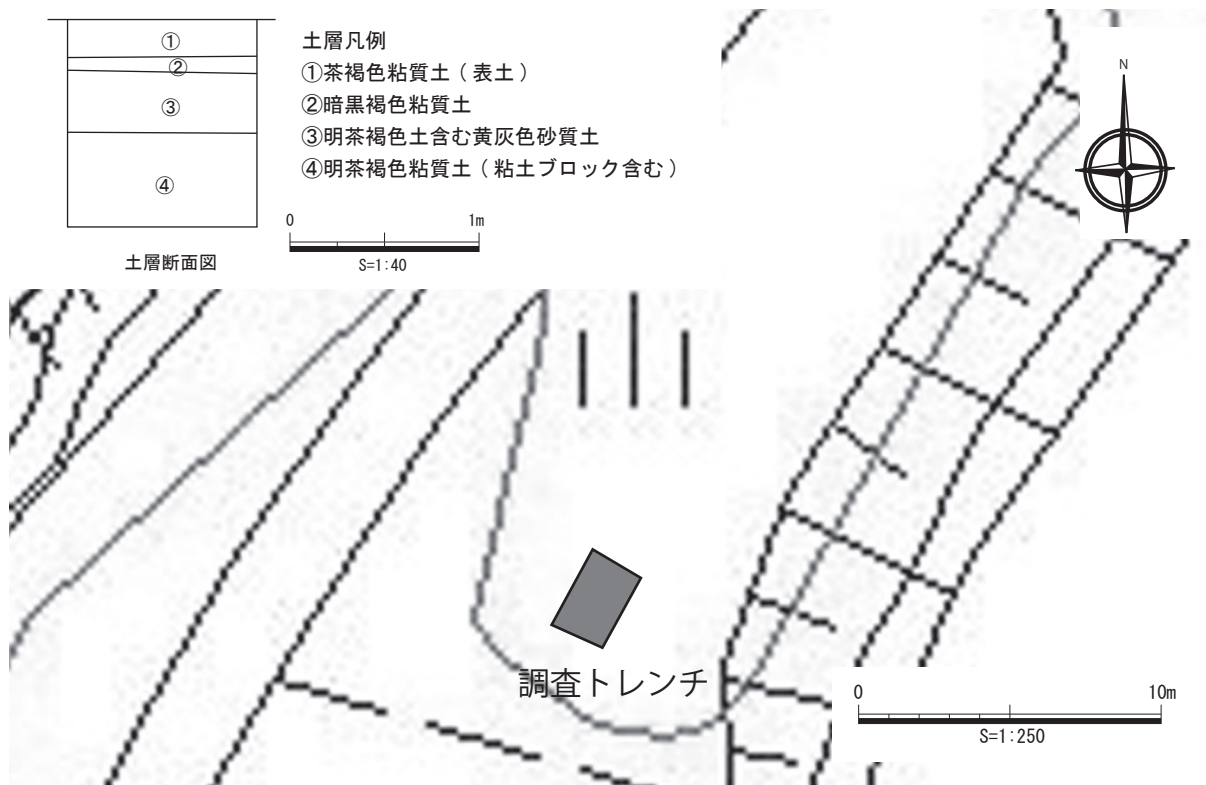 ①
②
③
④
土層断面図
土層凡例
①茶褐色粘質土(表土)
②暗黒褐色粘質土
③明茶褐色土含む黄灰色砂質土
④明茶褐色粘質土(粘土ブロック含む)
0 1m
S=1:40
N
調査トレンチ
0 10m
S=1:250